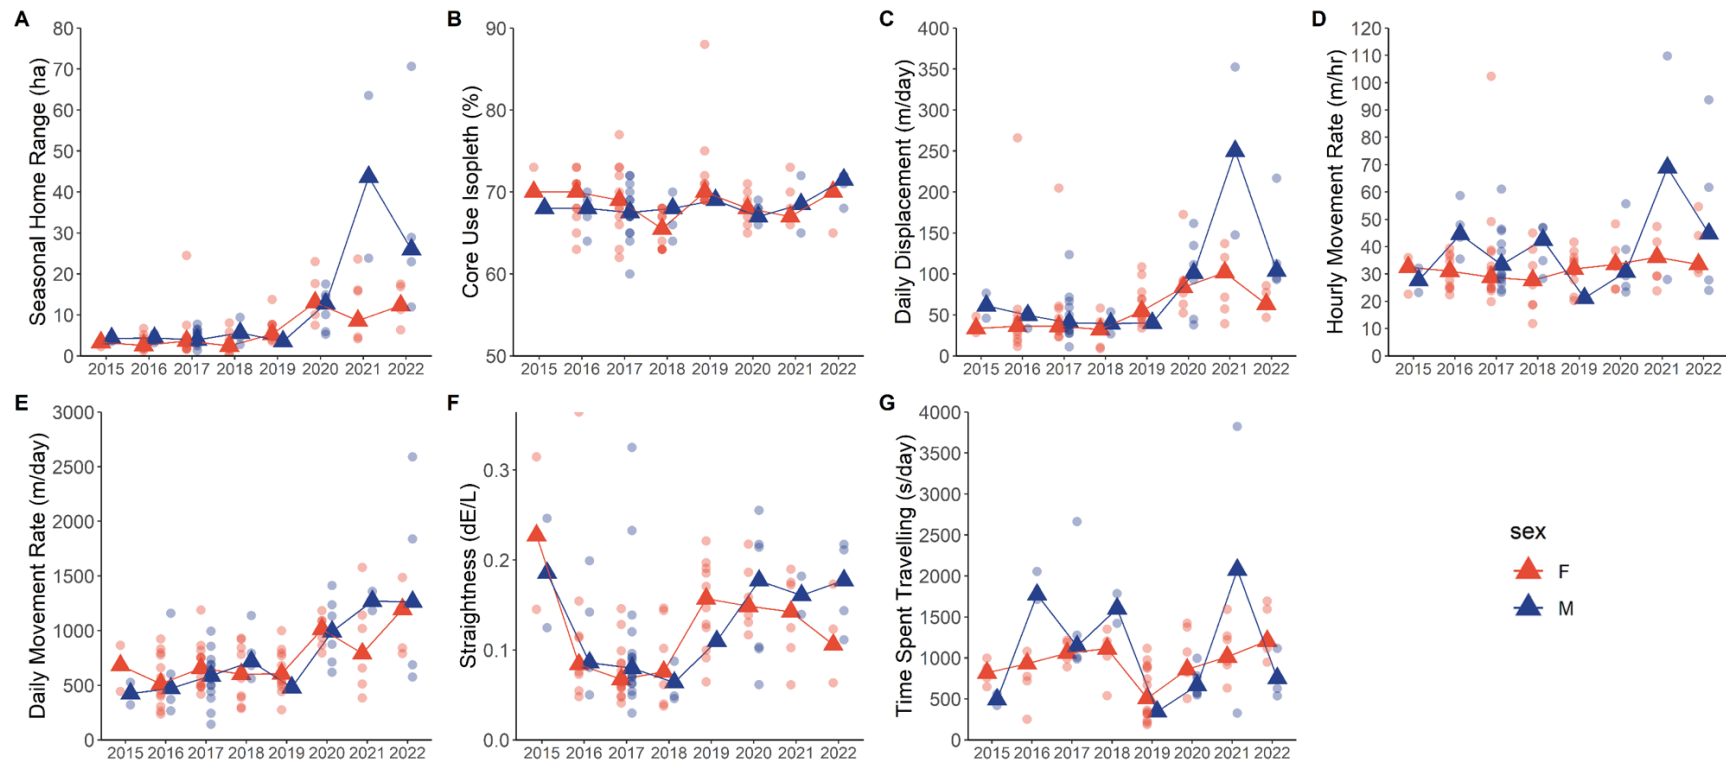 A
Seasonal Home Range (ha)
80
70
60
50
40
30
20
10
0
2015 2016 2017 2018 2019 2020 2021 2022
B
Core Use Isopleth (%)
90
80
70
60
50
2015 2016 2017 2018 2019 2020 2021 2022
C
Daily Displacement (m/day)
400
350
300
250
200
150
100
50
0
2015 2016 2017 2018 2019 2020 2021 2022
D
Hourly Movement Rate (m/hr)
120
110
100
90
80
70
60
50
40
30
20
10
0
2015 2016 2017 2018 2019 2020 2021 2022
E
Daily Movement Rate (m/day)
3000
2500
2000
1500
1000
500
0
2015 2016 2017 2018 2019 2020 2021 2022
F
Straightness (dE/L)
0.3
0.2
0.1
0.0
2015 2016 2017 2018 2019 2020 2021 2022
G
Time Spent Travelling (s/day)
4000
3500
3000
2500
2000
1500
1000
500
0
2015 2016 2017 2018 2019 2020 2021 2022
sex
F
M